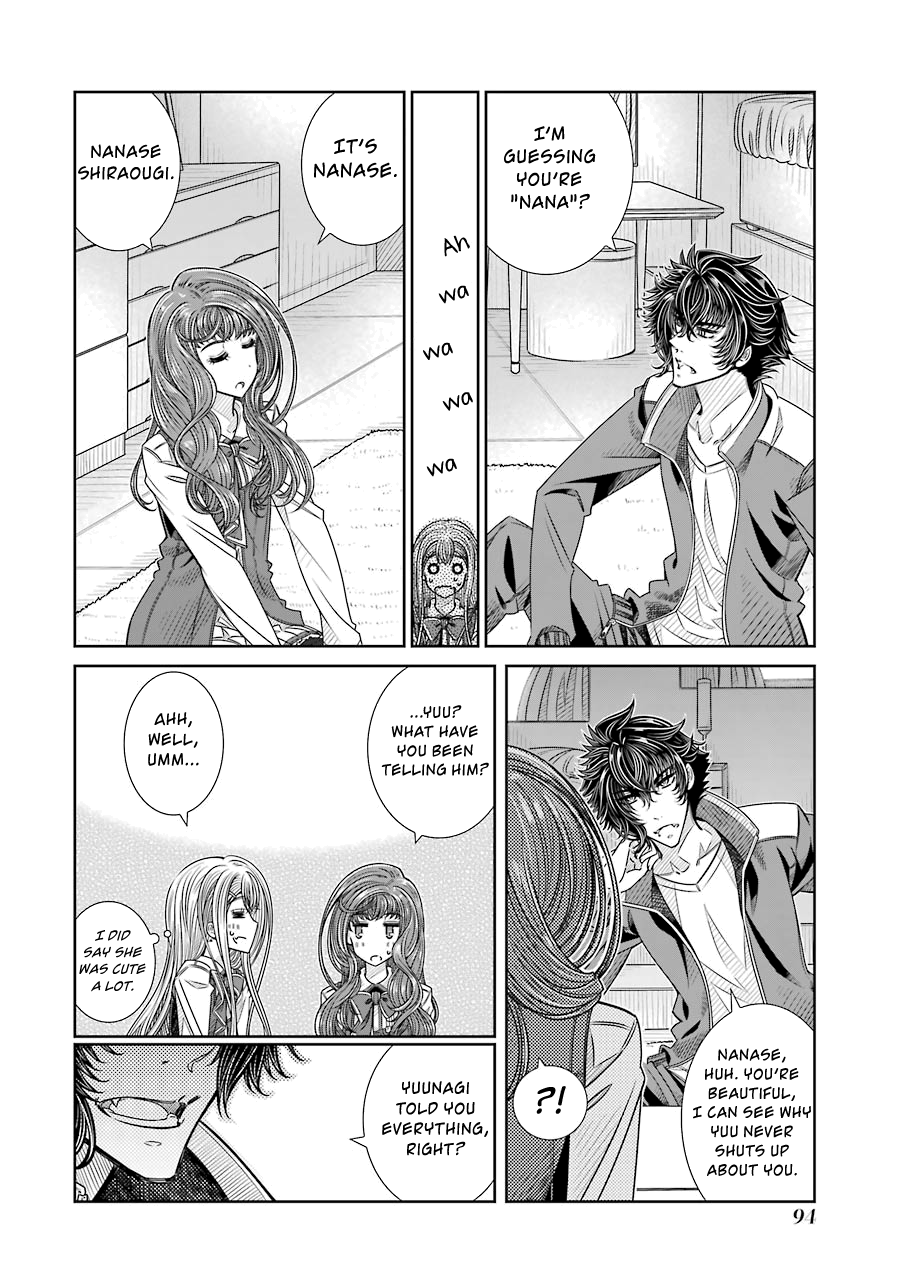 I'M
GUESSING
YOU'RE
"NANA"?
Ah
wa
wa
wa
wa
IT'S
NANASE.
NANASE
SHIRAOUGI.
NANASE,
HUH. YOU'RE
BEAUTIFUL,
I CAN SEE WHY
YUU NEVER
SHUTS UP
ABOUT YOU.
?!
...YUU?
WHAT HAVE
YOU BEEN
TELLING HIM?
AHH,
WELL,
UMM...
I DID
SAY SHE
WAS CUTE
A LOT.
YUUNAGI
TOLD YOU
EVERYTHING,
RIGHT?
94